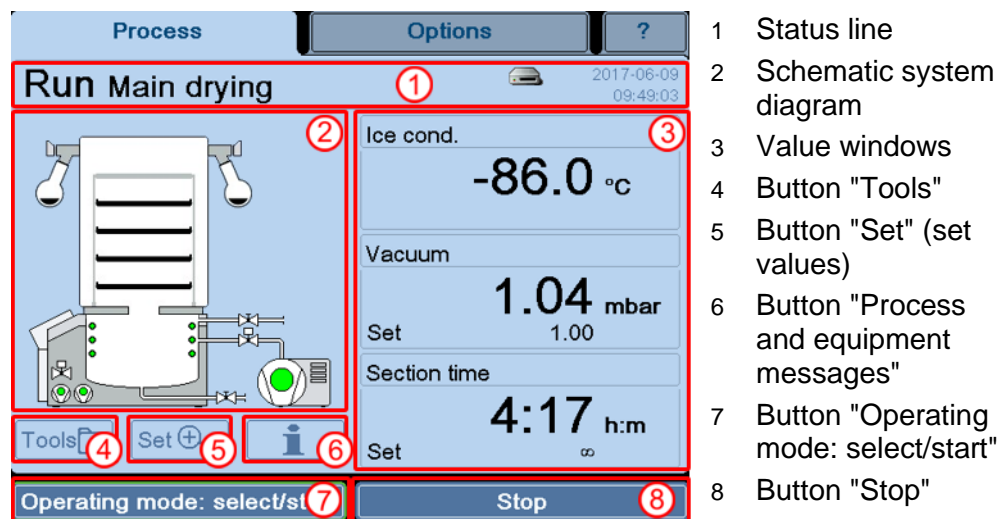 Process
Options
?
Run Main drying
1
2017-06-09
09:49:03
2
3
Ice cond.
-86.0 °C
Vacuum
1.04 mbar
Set 1.00
Section time
4:17 h:m
Set ∞
Tools
4
Set
5
i
6
Operating mode: select/st
7
Stop
8
1 Status line
2 Schematic system
diagram
3 Value windows
4 Button "Tools"
5 Button "Set" (set
values)
6 Button "Process
and equipment
messages"
7 Button "Operating
mode: select/start"
8 Button "Stop"